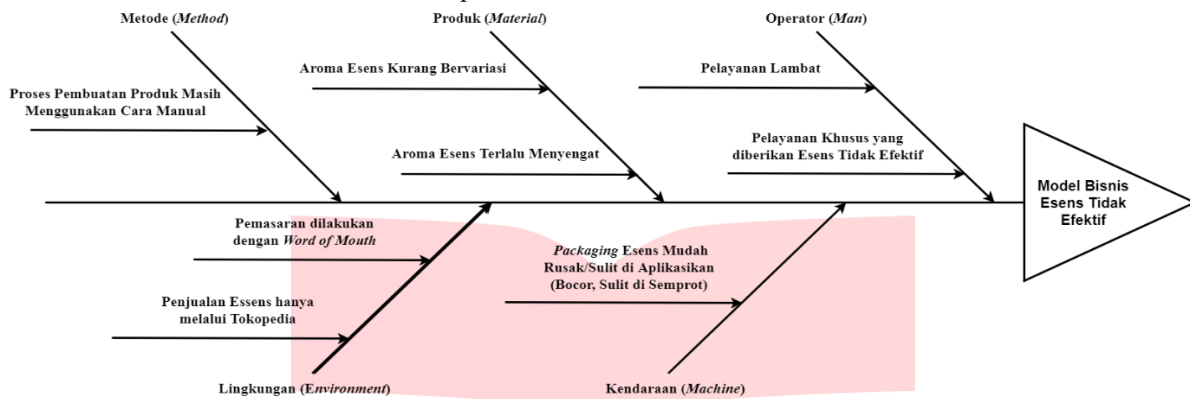 Metode (Method)
Produk (Material)
Operator (Man)
Aroma Esens Kurang Bervariasi
Pelayanan Lambat
Proses Pembuatan Produk Masih
Menggunakan Cara Manual
Aroma Esens Terlalu Menyengat
Pelayanan Khusus yang
diberikan Esens Tidak Efektif
Model Bisnis
Esens Tidak
Efektif
Pemasaran dilakukan
dengan Word of Mouth
Packaging Esens Mudah
Rusak/Sulit di Aplikasikan
(Bocor, Sulit di Semprot)
Penjualan Essens hanya
melalui Tokopedia
Lingkungan (Environment)
Kendaraan (Machine)